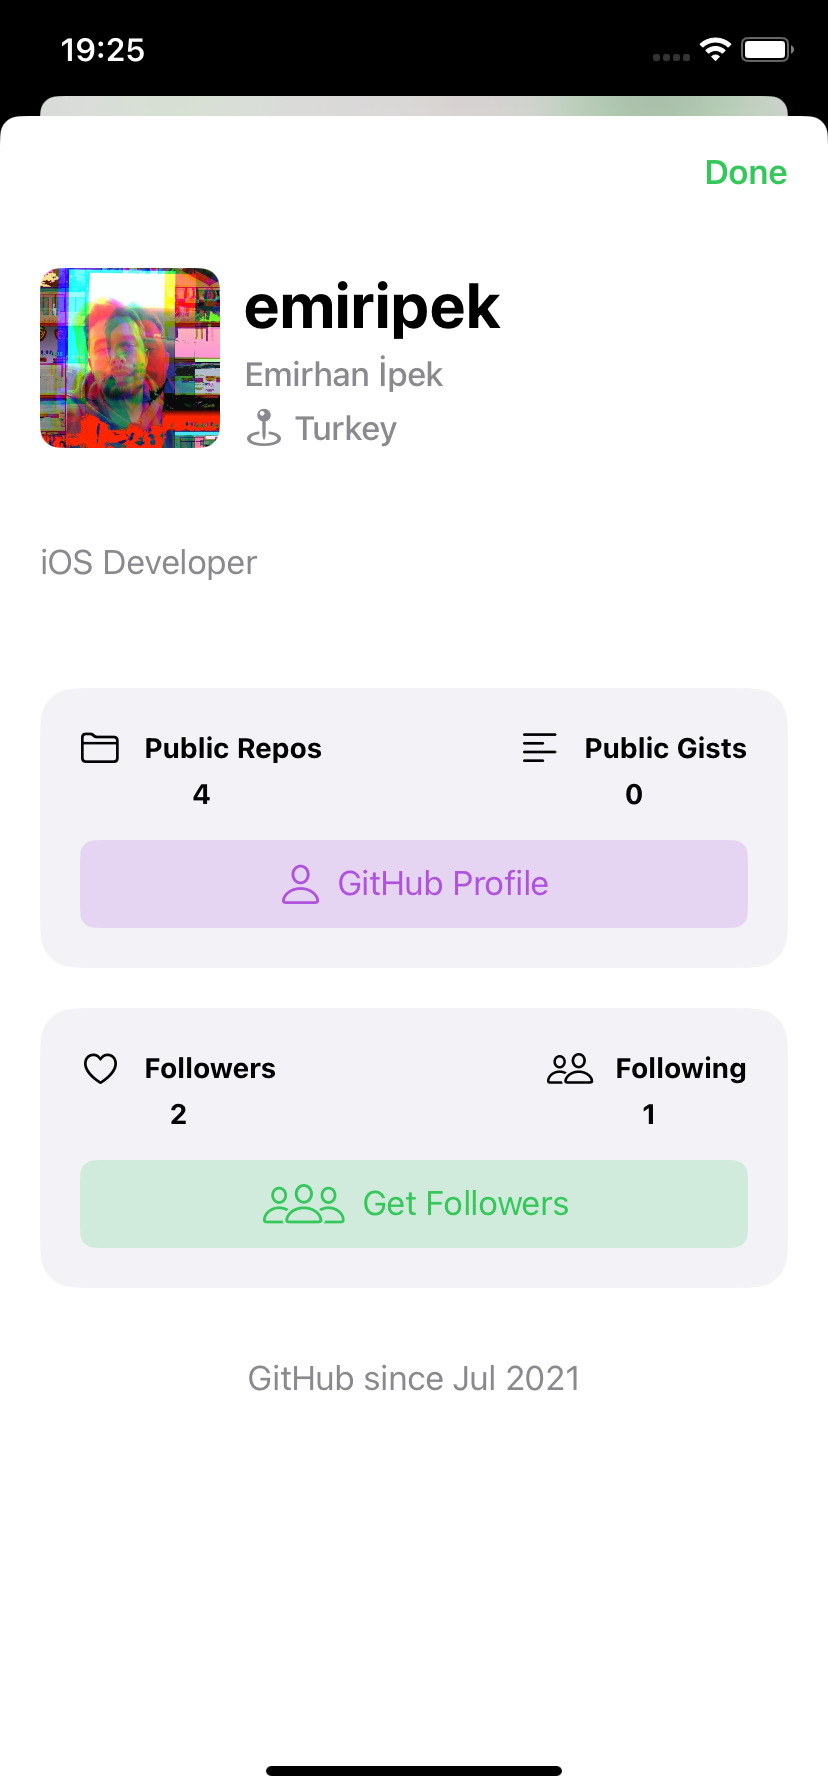 19:25
Done
emiripek
Emirhan İpek
Turkey
iOS Developer
Public Repos
4
Public Gists
0
GitHub Profile
Followers
2
Following
1
Get Followers
GitHub since Jul 2021